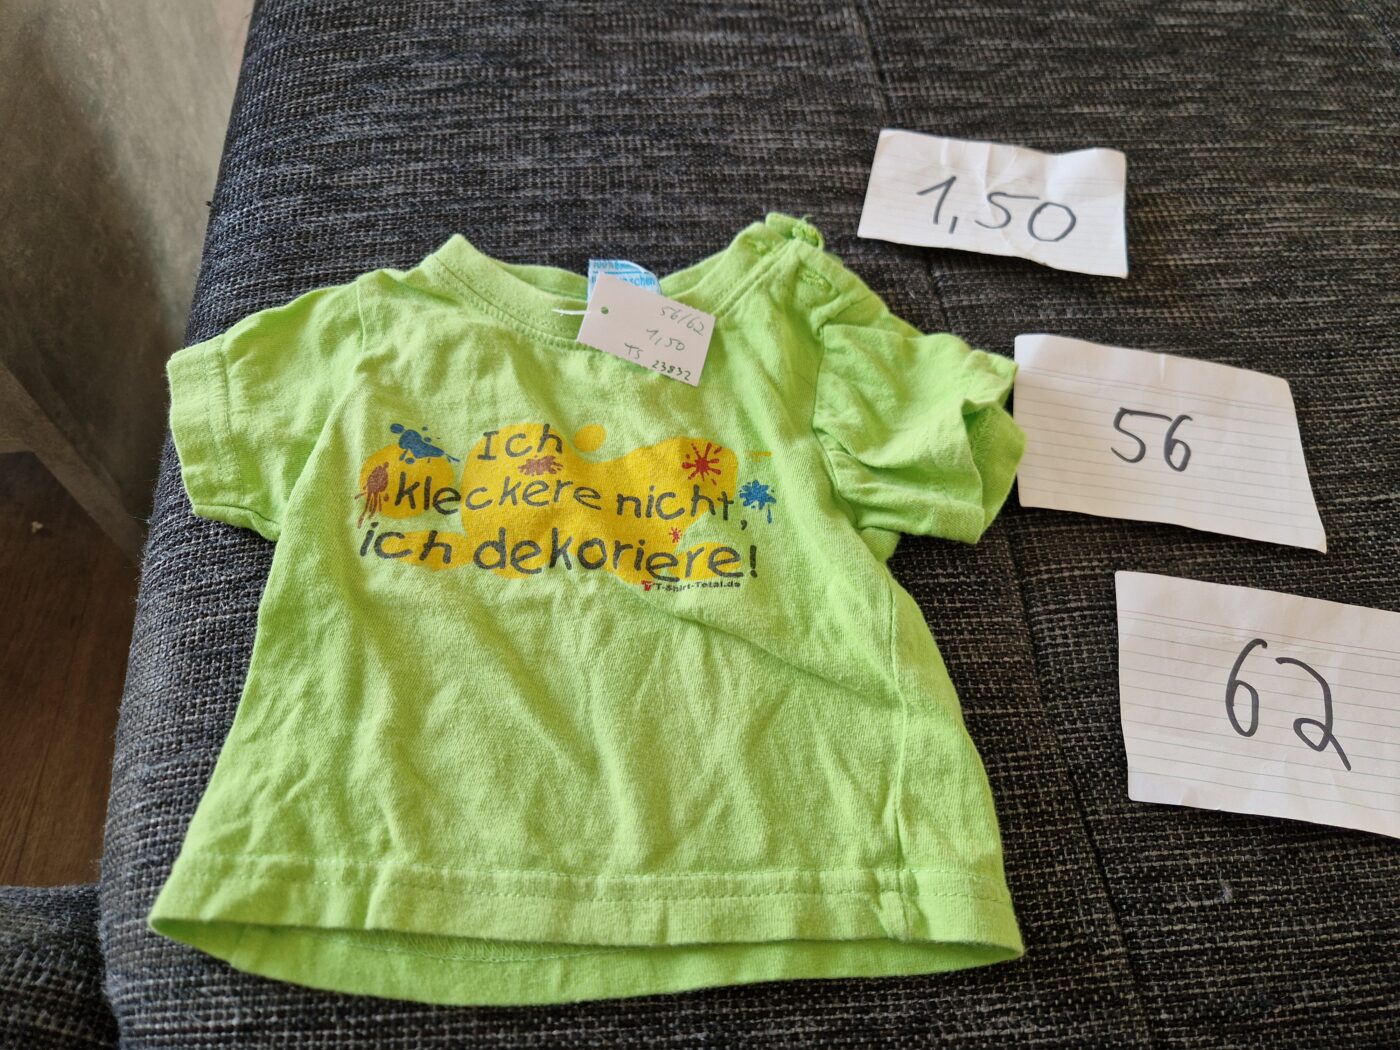 1,50
56/62
1,50
TS 23832
56
62
Ich
kleckere nicht,
ich dekoriere!
T-Shirt-Total.de